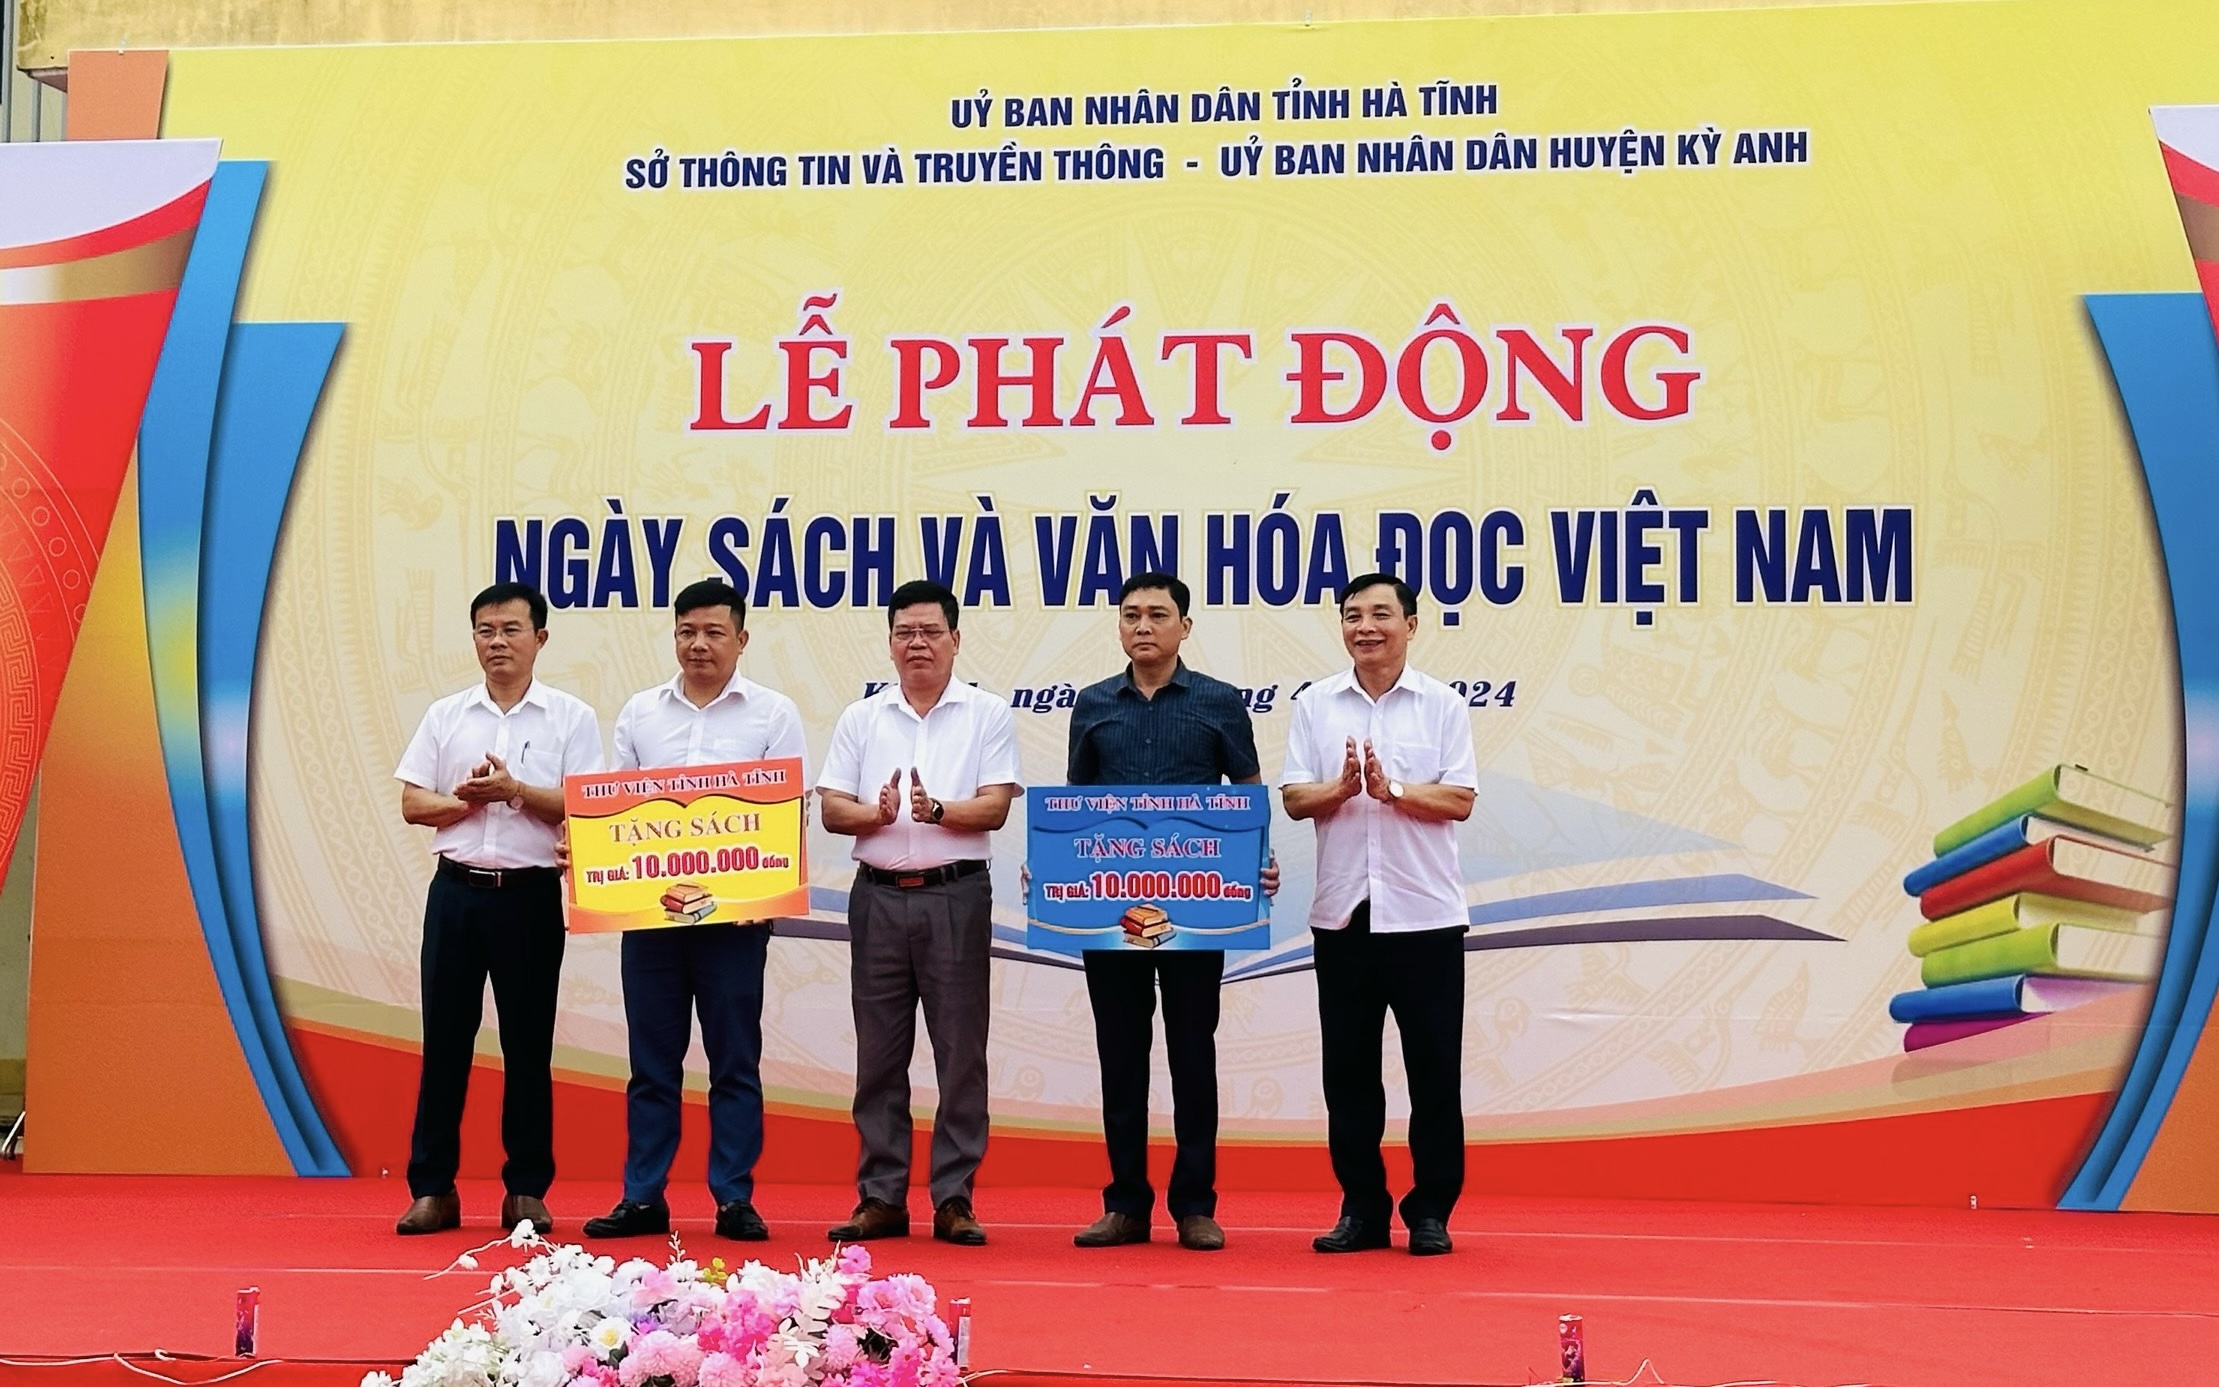 UỶ BAN NHÂN DÂN TỈNH HÀ TĨNH
SỞ THÔNG TIN VÀ TRUYỀN THÔNG - UỶ BAN NHÂN DÂN HUYỆN KỲ ANH
LỄ PHÁT ĐỘNG
NGÀY SÁCH VÀ VĂN HÓA ĐỌC VIỆT NAM
THƯ VIỆN TỈNH HÀ TĨNH
TẶNG SÁCH
TRỊ GIÁ: 10.000.000 đồng
THƯ VIỆN TỈNH HÀ TĨNH
TẶNG SÁCH
TRỊ GIÁ: 10.000.000 đồng